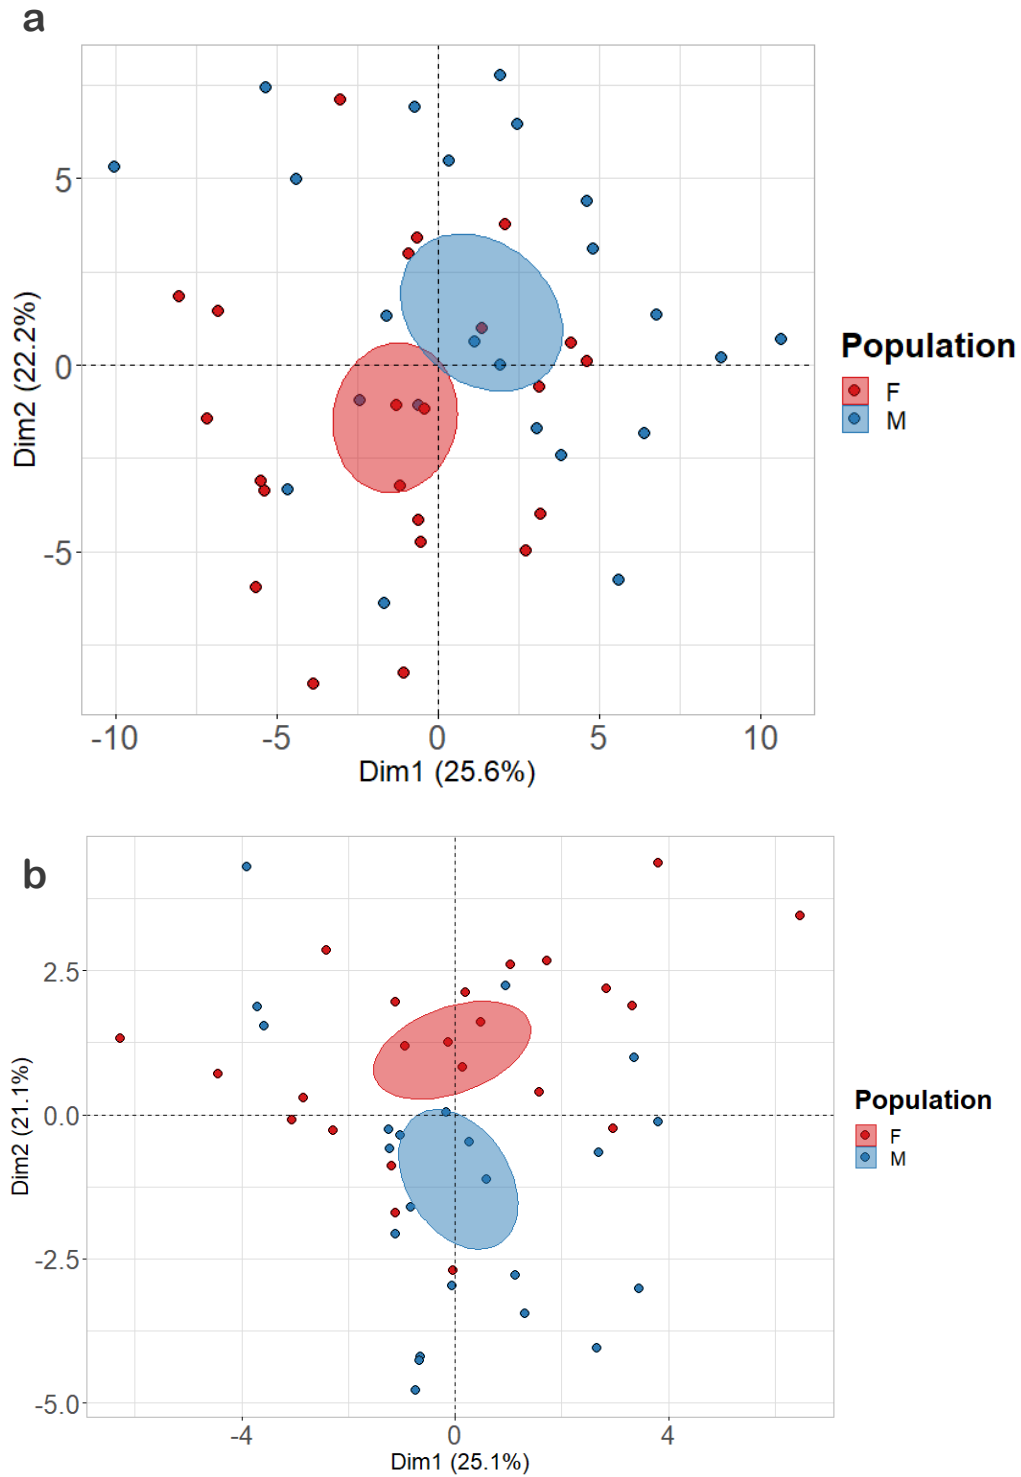 a
5
0
-5
Dim2 (22.2%)
-10 -5 0 5 10
Dim1 (25.6%)
Population
F
M
b
2.5
0.0
-2.5
-5.0
Dim2 (21.1%)
-4 0 4
Dim1 (25.1%)
Population
F
M